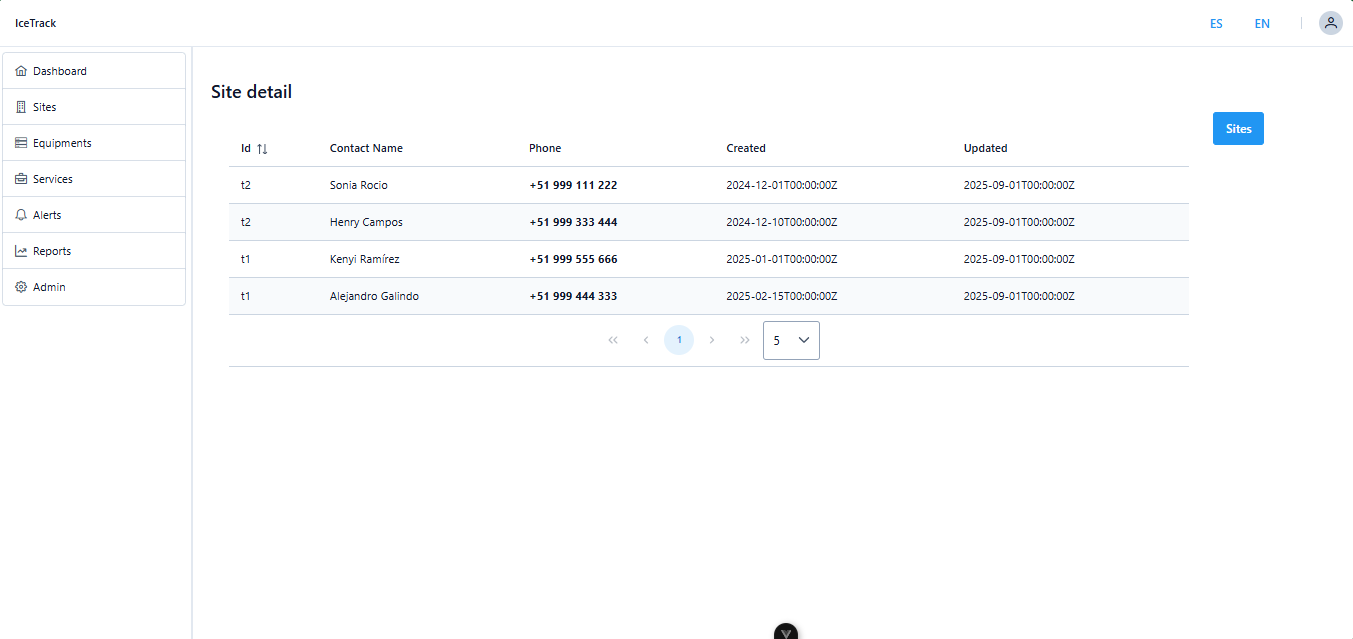 IceTrack ES EN
Dashboard
Sites
Equipments
Services
Alerts
Reports
Admin
Site detail
Sites
Id Contact Name Phone Created Updated
t2 Sonia Rocio +51 999 111 222 2024-12-01T00:00:00Z 2025-09-01T00:00:00Z
t2 Henry Campos +51 999 333 444 2024-12-10T00:00:00Z 2025-09-01T00:00:00Z
t1 Kenyi Ramírez +51 999 555 666 2025-01-01T00:00:00Z 2025-09-01T00:00:00Z
t1 Alejandro Galindo +51 999 444 333 2025-02-15T00:00:00Z 2025-09-01T00:00:00Z
1 5